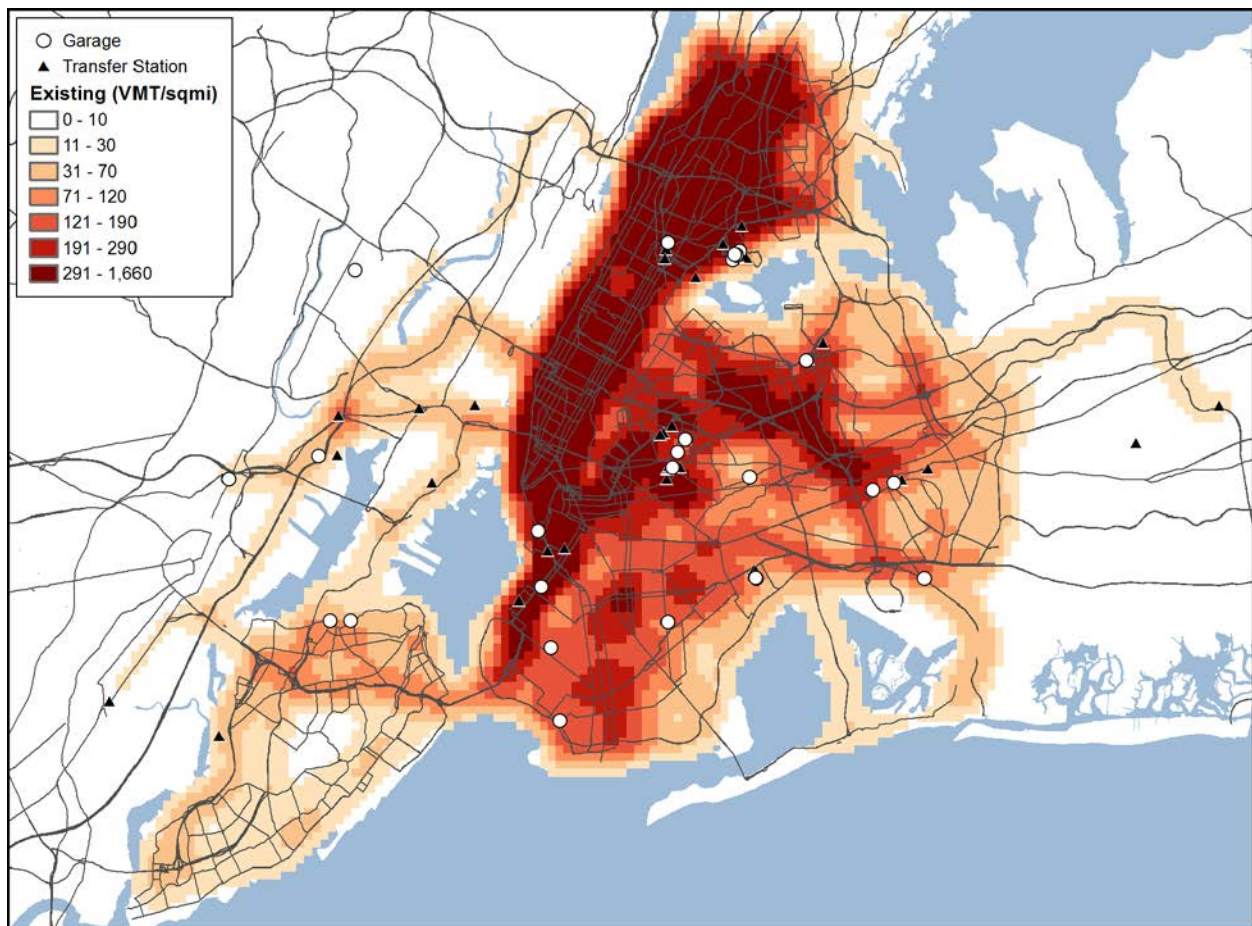 Garage
Transfer Station
Existing (VMT/sqmi)
0 - 10
11 - 30
31 - 70
71 - 120
121 - 190
191 - 290
291 - 1,660